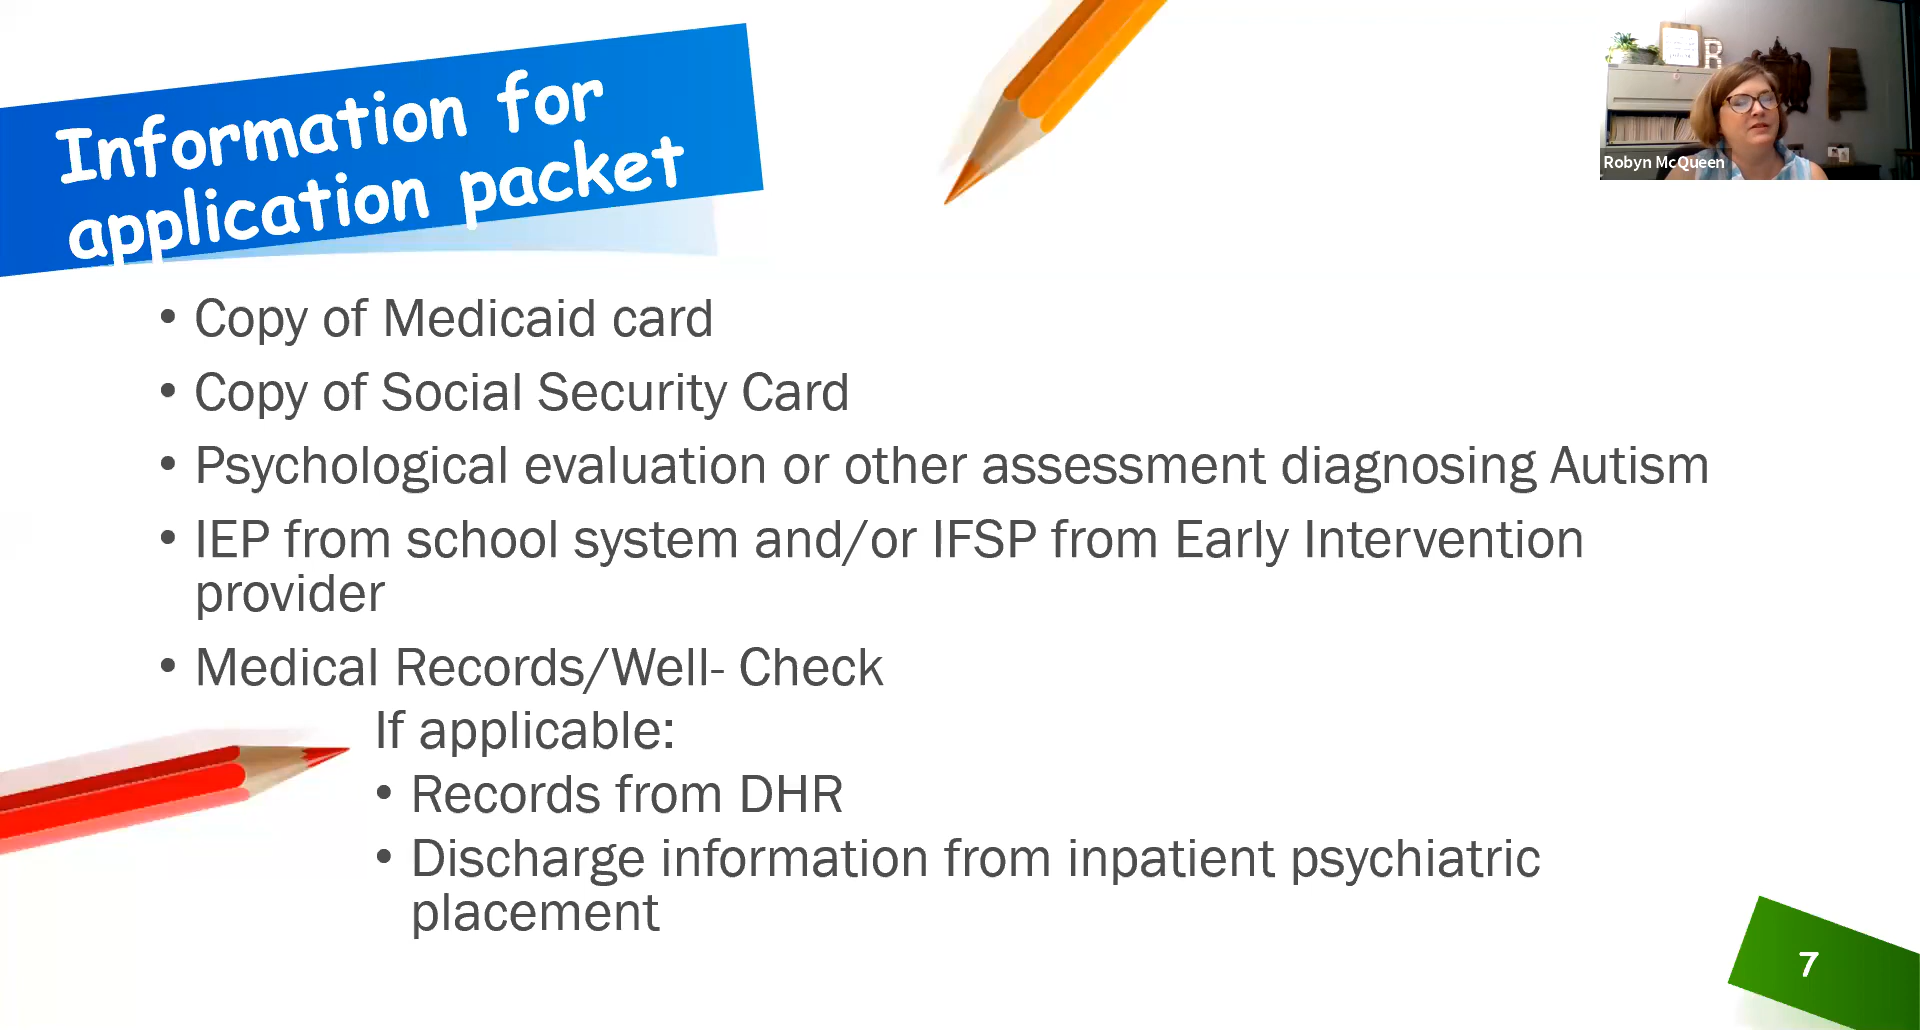 Information for
application packet
R
Robyn McQueen
• Copy of Medicaid card
• Copy of Social Security Card
• Psychological evaluation or other assessment diagnosing Autism
• IEP from school system and/or IFSP from Early Intervention
provider
• Medical Records/Well- Check
If applicable:
• Records from DHR
• Discharge information from inpatient psychiatric
placement
7